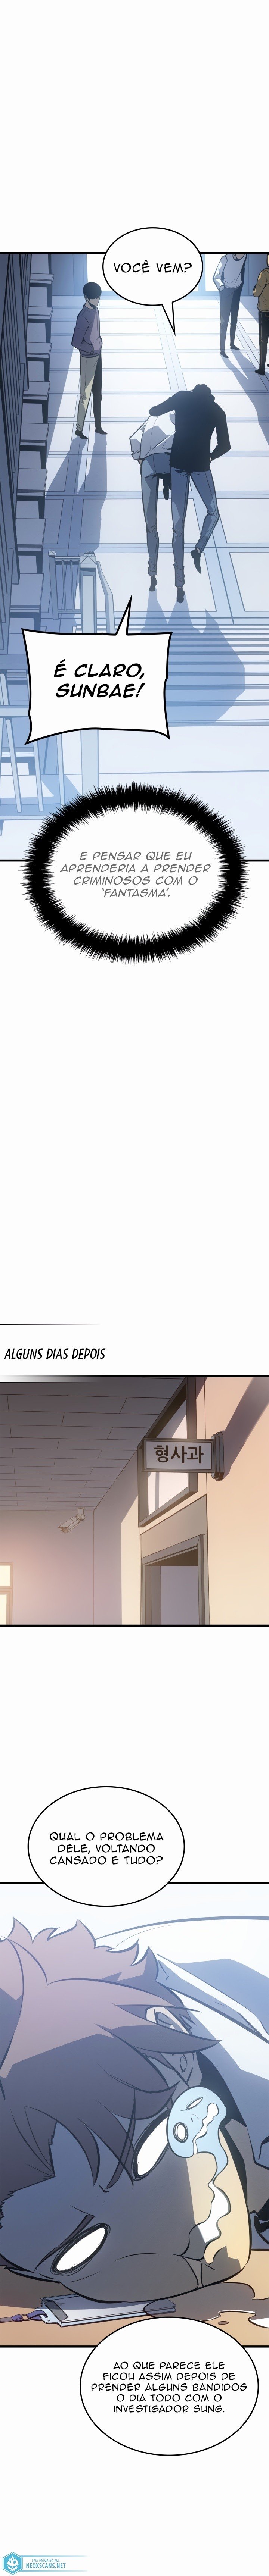 VOCÊ VEM?
É CLARO,
SUNBAE!
E PENSAR QUE EU
APRENDERIA A PRENDER
CRIMINOSOS COM O
'FANTASMA'.
ALGUNS DIAS DEPOIS
형사과
QUAL O PROBLEMA
DELE, VOLTANDO
CANSADO E TUDO?
AO QUE PARECE ELE
FICOU ASSIM DEPOIS DE
PRENDER ALGUNS BANDIDOS
O DIA TODO COM O
INVESTIGADOR SUNG.
NEOXSCANS.NET